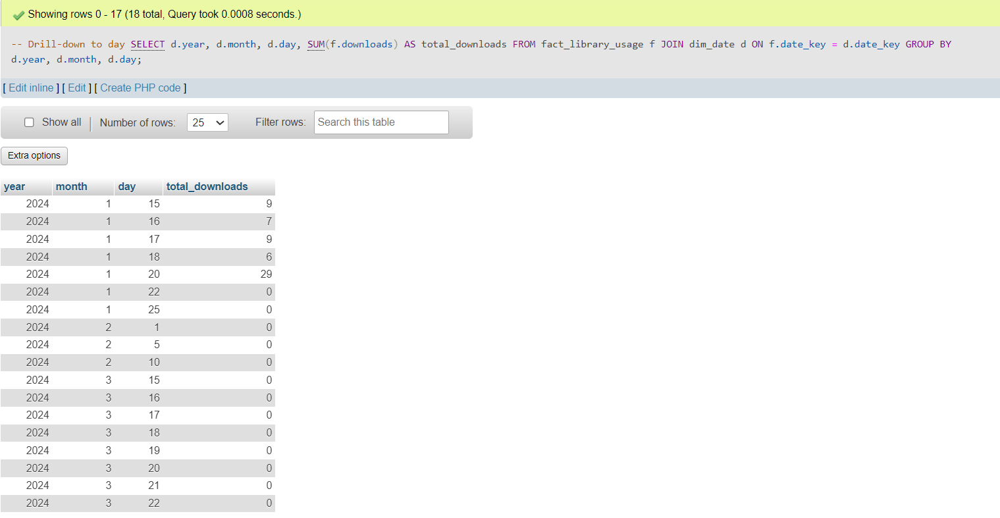 Showing rows 0 - 17 (18 total, Query took 0.0008 seconds.)
-- Drill-down to day SELECT d.year, d.month, d.day, SUM(f.downloads) AS total_downloads FROM fact_library_usage f JOIN dim_date d ON f.date_key = d.date_key GROUP BY
d.year, d.month, d.day;
[ Edit inline ] [ Edit ] [ Create PHP code ]
Show all | Number of rows: 25 Filter rows: Search this table
Extra options
year month day total_downloads
2024 1 15 9
2024 1 16 7
2024 1 17 9
2024 1 18 6
2024 1 20 29
2024 1 22 0
2024 1 25 0
2024 2 1 0
2024 2 5 0
2024 2 10 0
2024 3 15 0
2024 3 16 0
2024 3 17 0
2024 3 18 0
2024 3 19 0
2024 3 20 0
2024 3 21 0
2024 3 22 0